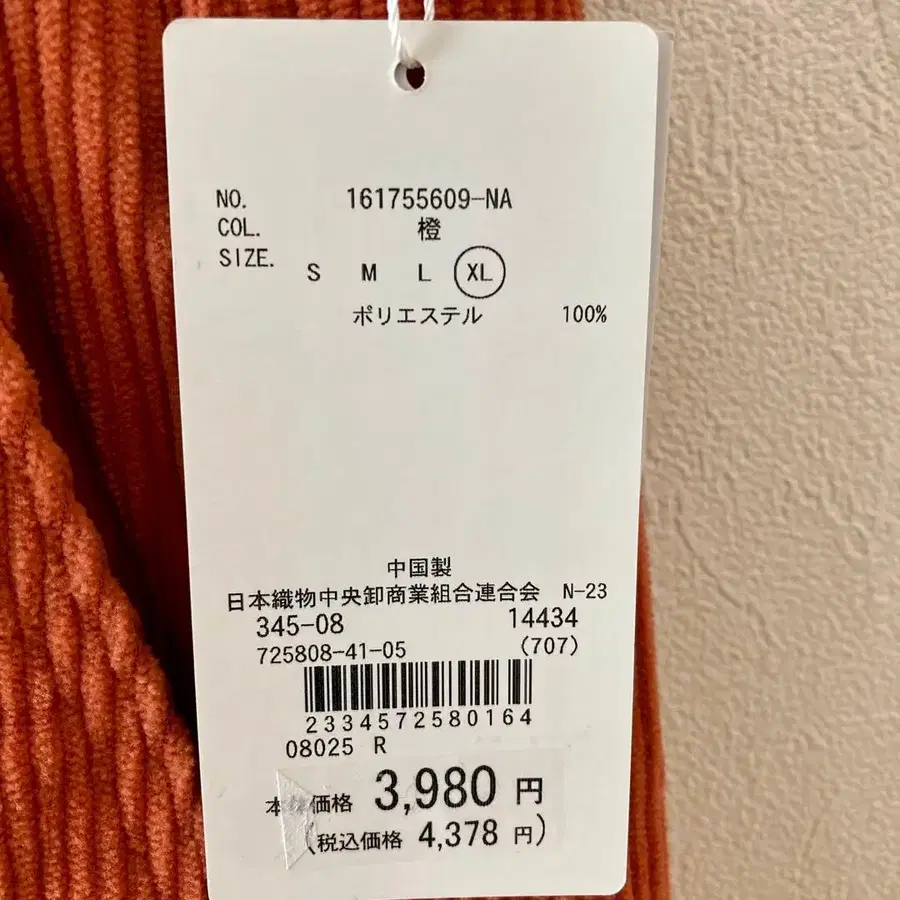 NO. 161755609-NA
COL. 橙
SIZE. S M L XL
ポリエステル 100%
中国製
日本織物中央卸商業組合連合会 N-23
345-08 14434
725808-41-05 (707)
2334572580164
08025 R
本体価格 3,980 円
(税込価格 4,378 円)